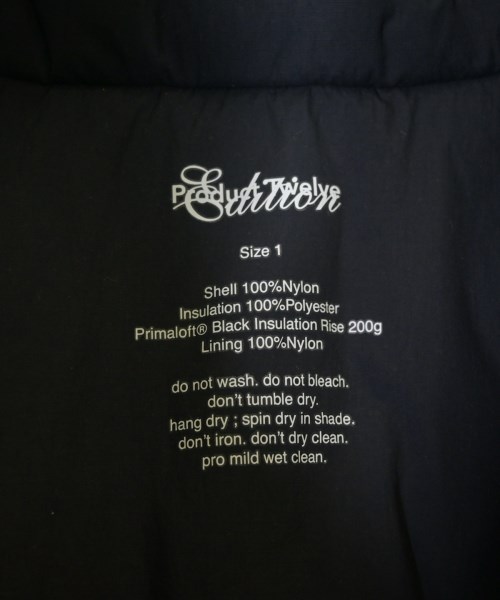 Product Twelve
Edition
Size 1
Shell 100%Nylon
Insulation 100%Polyester
Primaloft® Black Insulation Rise 200g
Lining 100%Nylon
do not wash. do not bleach.
don't tumble dry.
hang dry ; spin dry in shade.
don't iron. don't dry clean.
pro mild wet clean.